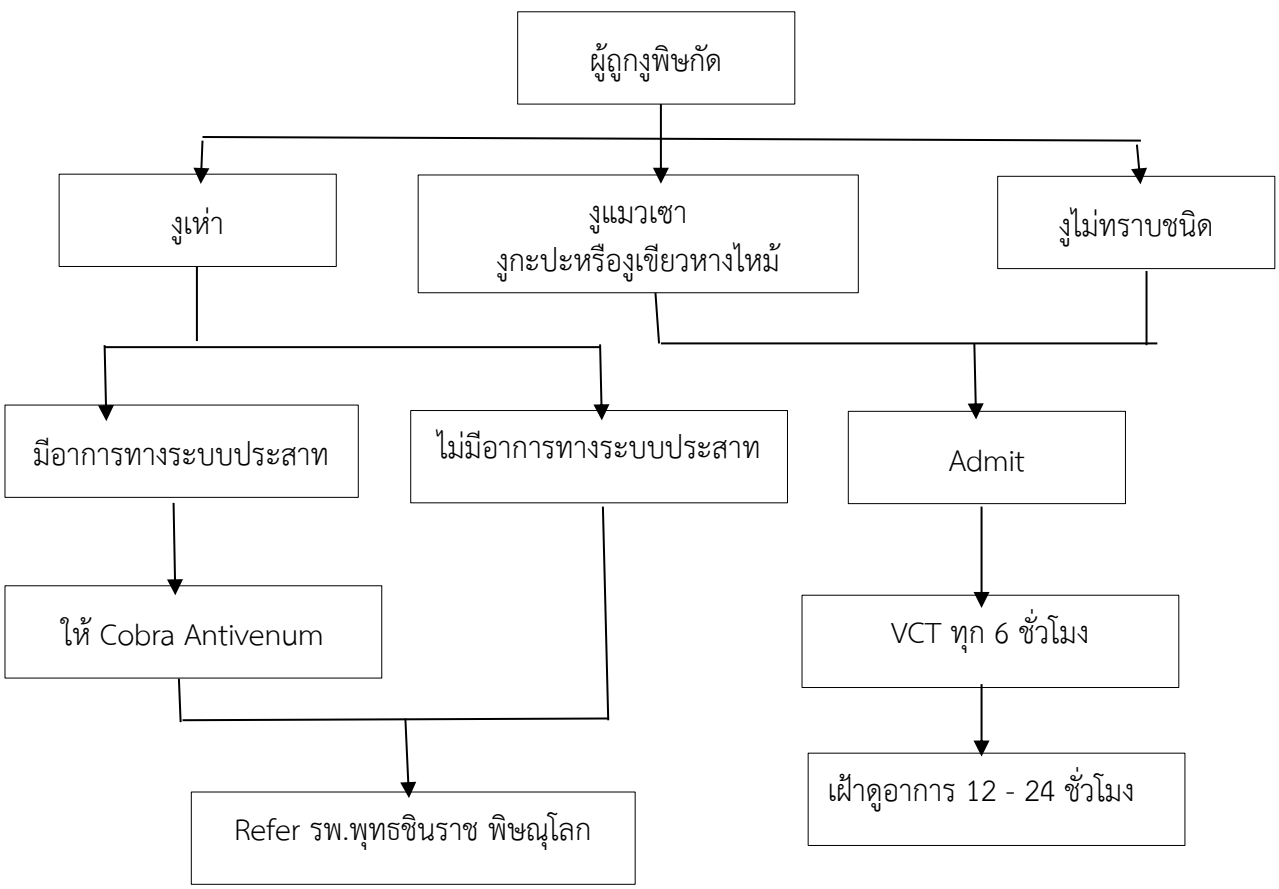 ผู้ถูกงูพิษกัด
งูเห่า
งูแมวเซา
งูกะปะหรืองูเขียวหางไหม้
งูไม่ทราบชนิด
มีอาการทางระบบประสาท
ไม่มีอาการทางระบบประสาท
Admit
ให้ Cobra Antivenum
VCT ทุก 6 ชั่วโมง
เฝ้าดูอาการ 12 - 24 ชั่วโมง
Refer รพ.พุทธชินราช พิษณุโลก